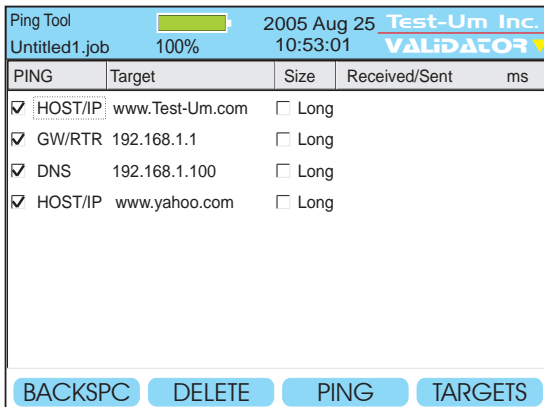 Ping Tool 2005 Aug 25 Test-Um Inc.
Untitled1.job 100% 10:53:01 VALIDATOR
PING Target Size Received/Sent ms
HOST/IP www.Test-Um.com Long
GW/RTR 192.168.1.1 Long
DNS 192.168.1.100 Long
HOST/IP www.yahoo.com Long
BACKSPC DELETE PING TARGETS